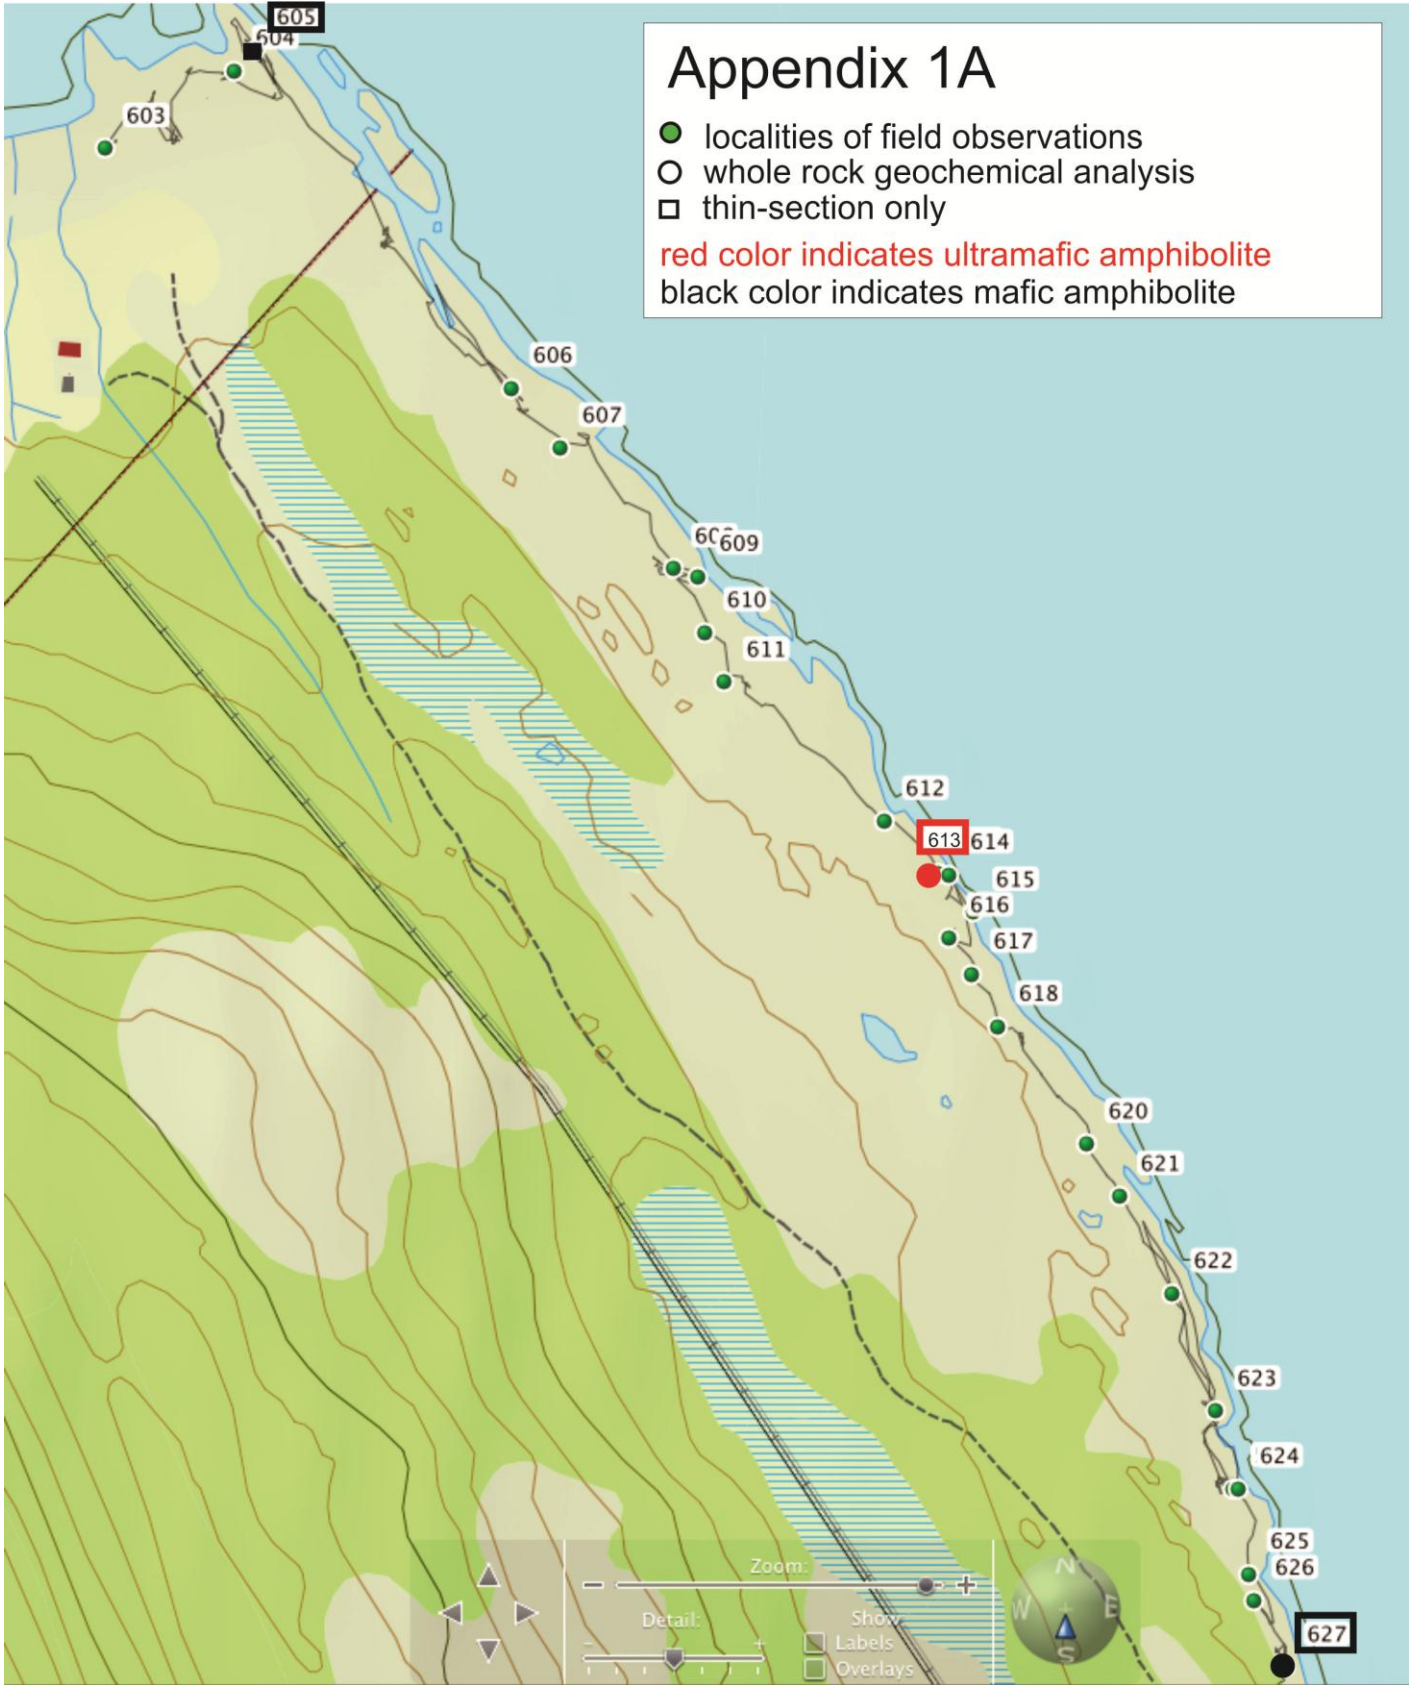 605
604
603
Appendix 1A
localities of field observations
whole rock geochemical analysis
thin-section only
red color indicates ultramafic amphibolite
black color indicates mafic amphibolite
606
607
609
610
611
612
613 614
615
616
617
618
620
621
622
623
624
625
626
627
Zoom:
Detail:
Show
Labels
Overlays
N
W E
S